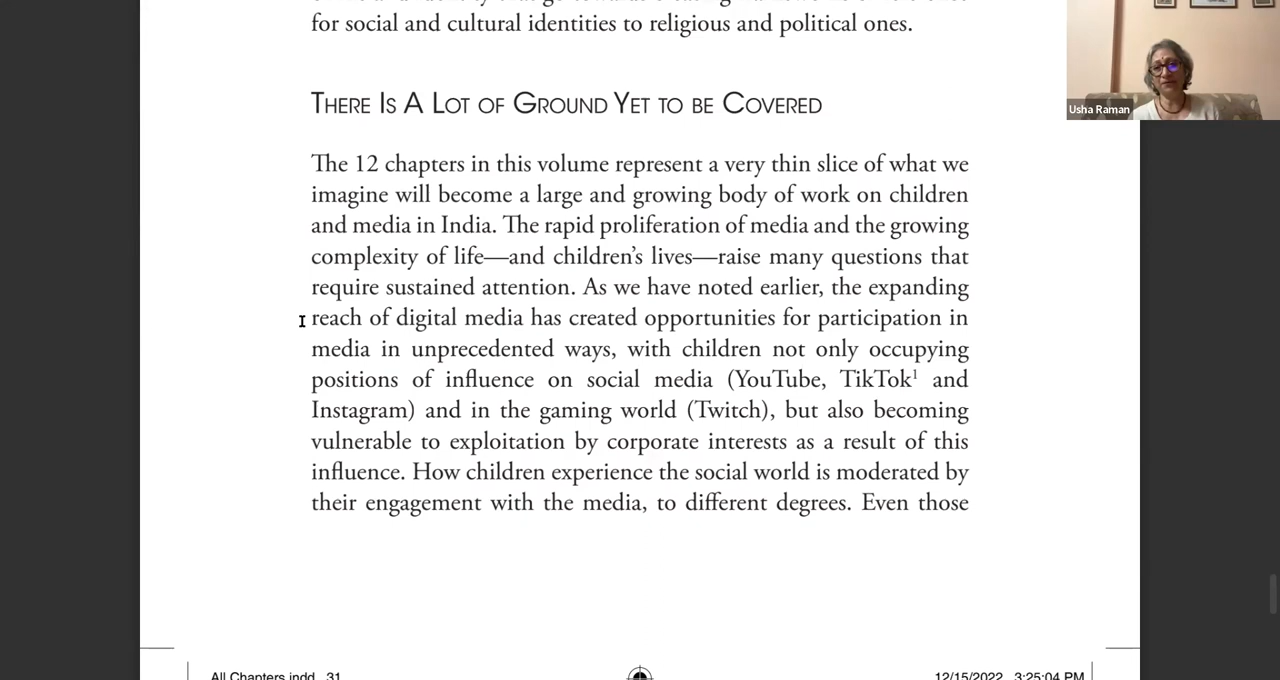 for social and cultural identities to religious and political ones.
Usha Raman
There Is A Lot of Ground Yet to be Covered
The 12 chapters in this volume represent a very thin slice of what we
imagine will become a large and growing body of work on children
and media in India. The rapid proliferation of media and the growing
complexity of life—and children’s lives—raise many questions that
require sustained attention. As we have noted earlier, the expanding
reach of digital media has created opportunities for participation in
media in unprecedented ways, with children not only occupying
positions of influence on social media (YouTube, TikTok¹ and
Instagram) and in the gaming world (Twitch), but also becoming
vulnerable to exploitation by corporate interests as a result of this
influence. How children experience the social world is moderated by
their engagement with the media, to different degrees. Even those
All Chapters.indd 31 12/15/2022 3:25:04 PM